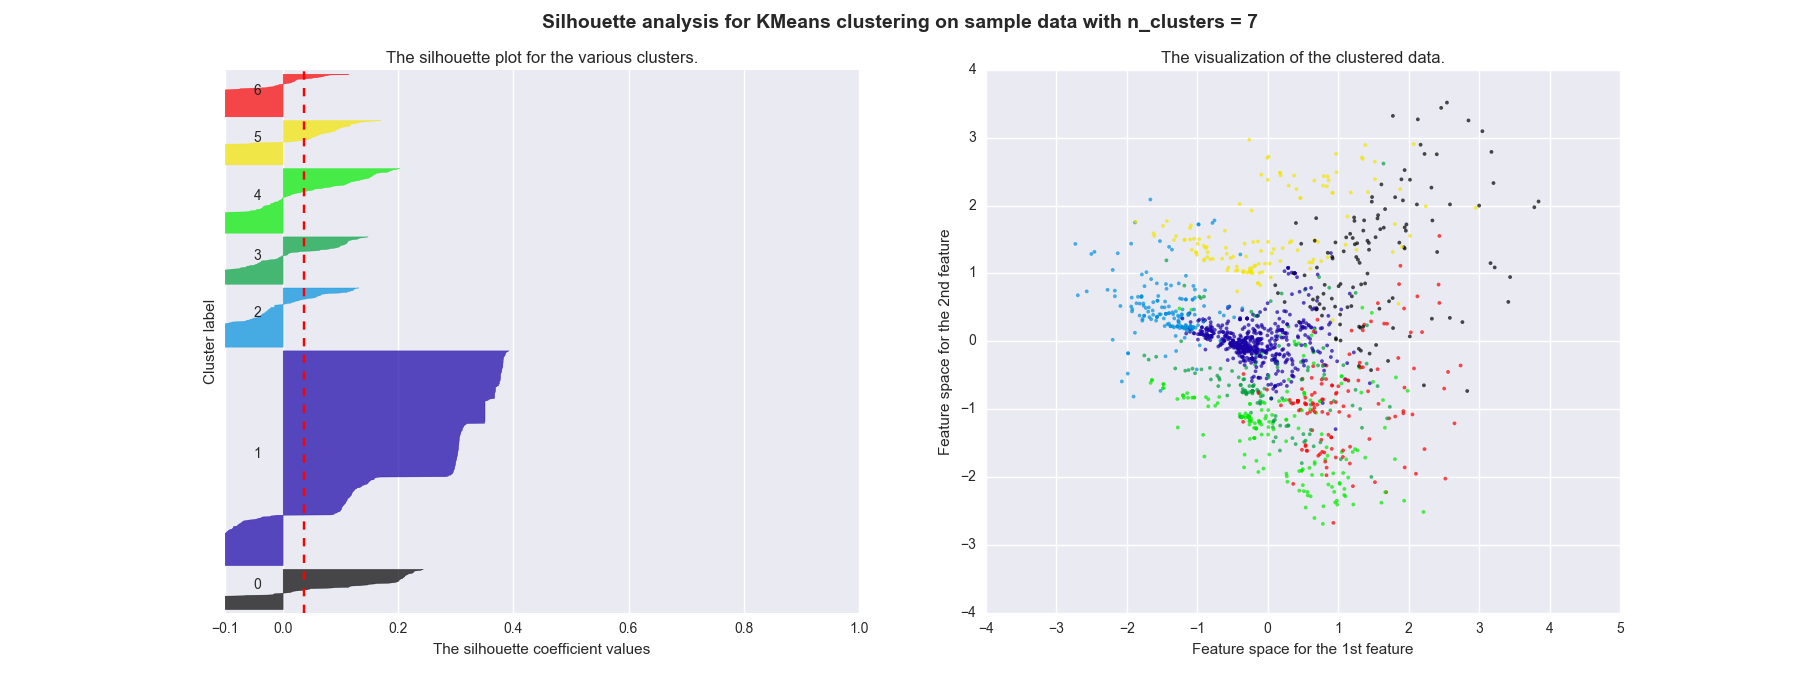 Silhouette analysis for KMeans clustering on sample data with n_clusters = 7
The silhouette plot for the various clusters.
Cluster label
6
5
4
3
2
1
0
−0.1 0.0 0.2 0.4 0.6 0.8 1.0
The silhouette coefficient values
The visualization of the clustered data.
Feature space for the 2nd feature
4
3
2
1
0
−1
−2
−3
−4
−4 −3 −2 −1 0 1 2 3 4 5
Feature space for the 1st feature